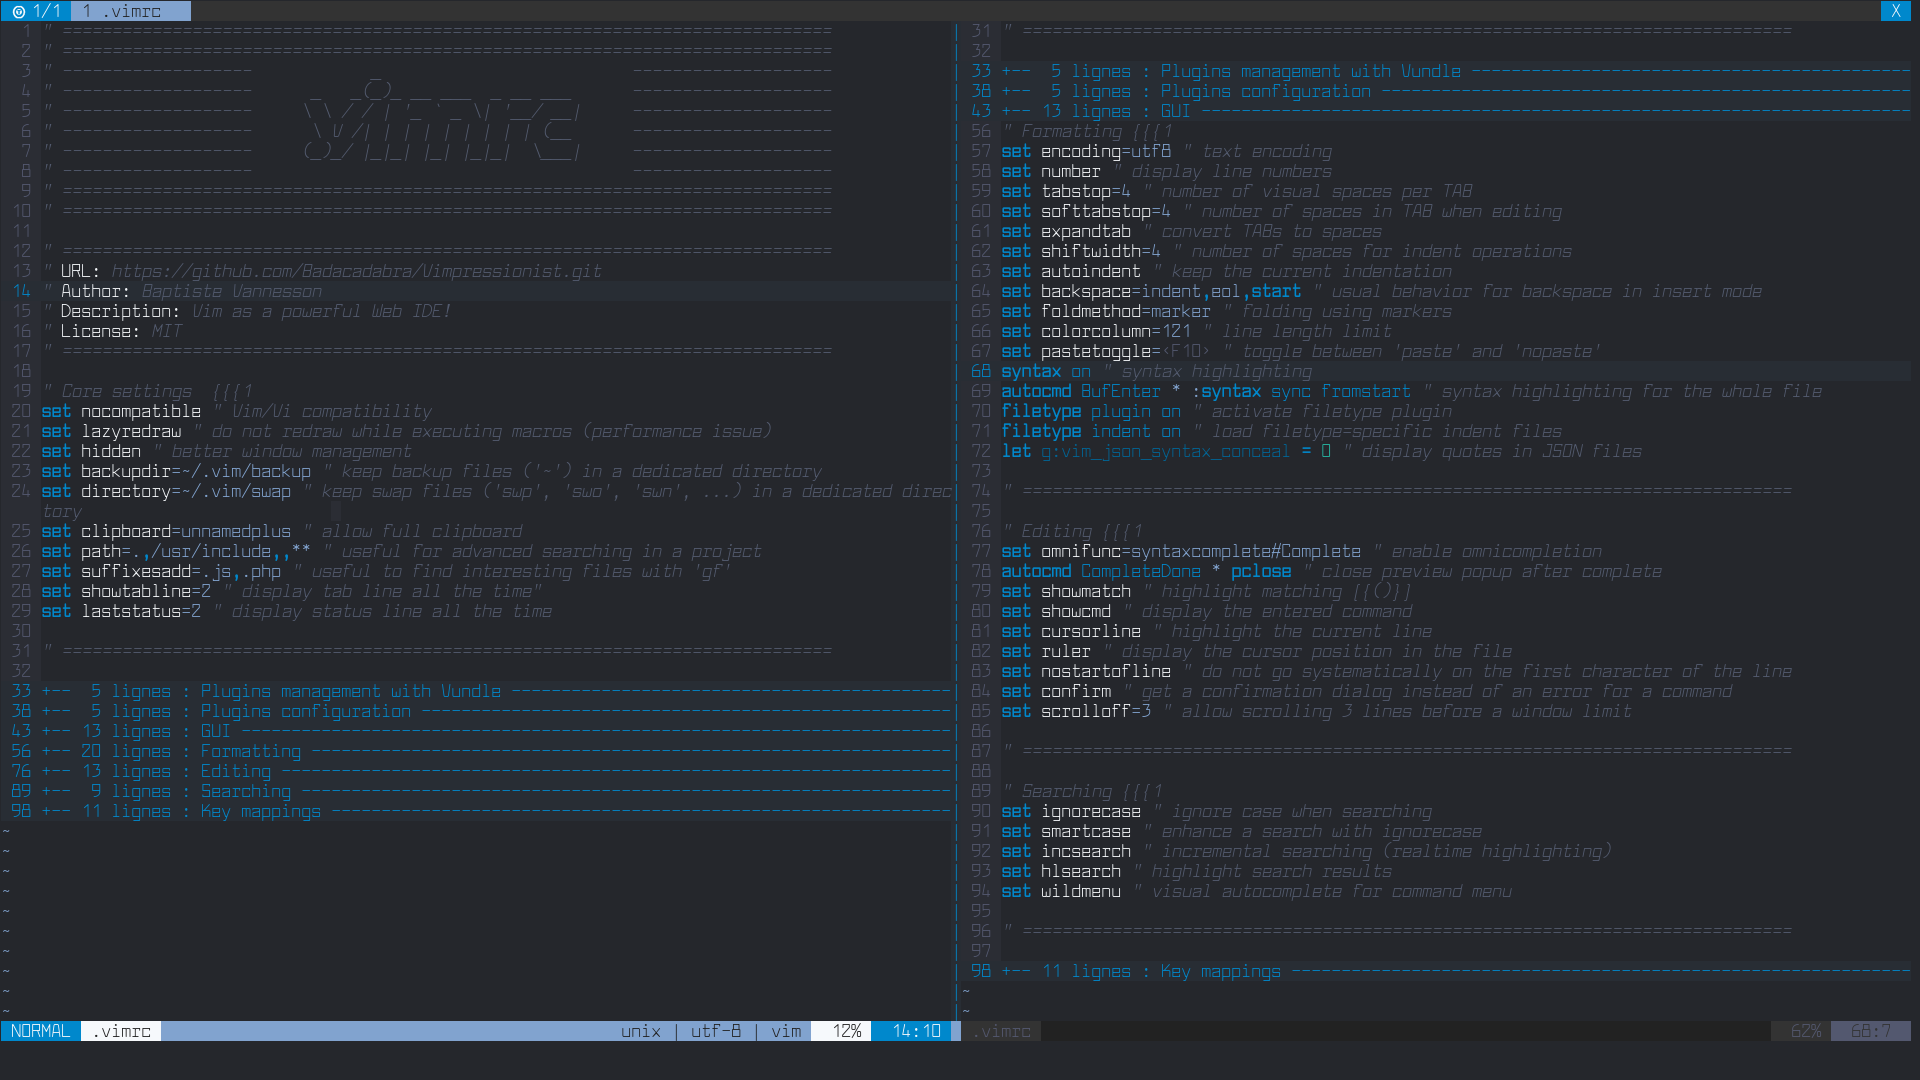 1/1 1 .vimrc X
1 " =============================================================================
2 " =============================================================================
3 " ------------------- _ --------------------
4 " ------------------- _   _(_)_ __ ___  _ __ ___ --------------------
5 " ------------------- \ \ / / | '_ ` _ \| '__/ __| --------------------
6 " ------------------- \ V /| | | | | | | | | (__ --------------------
7 " ------------------- (_)_/ |_|_| |_| |_|_|  \___| --------------------
8 " ------------------- --------------------
9 " =============================================================================
10 " =============================================================================
11
12 " =============================================================================
13 " URL: https://github.com/Badacadabra/Vimpressionist.git
14 " Author: Baptiste Vannesson
15 " Description: Vim as a powerful Web IDE!
16 " License: MIT
17 " =============================================================================
18
19 " Core settings  {{{1
20 set nocompatible " Vim/Vi compatibility
21 set lazyredraw " do not redraw while executing macros (performance issue)
22 set hidden " better window management
23 set backupdir=~/.vim/backup " keep backup files ('~') in a dedicated directory
24 set directory=~/.vim/swap " keep swap files ('swp', 'swo', 'swn', ...) in a dedicated direc
tory
25 set clipboard=unnamedplus " allow full clipboard
26 set path=.,/usr/include,,** " useful for advanced searching in a project
27 set suffixesadd=.js,.php " useful to find interesting files with 'gf'
28 set showtabline=2 " display tab line all the time"
29 set laststatus=2 " display status line all the time
30
31 " =============================================================================
32
33 +--  5 lignes : Plugins management with Vundle --------------------------------------------
38 +--  5 lignes : Plugins configuration -----------------------------------------------------
43 +-- 13 lignes : GUI -----------------------------------------------------------------------
56 +-- 20 lignes : Formatting ----------------------------------------------------------------
76 +-- 13 lignes : Editing -------------------------------------------------------------------
89 +--  9 lignes : Searching -----------------------------------------------------------------
98 +-- 11 lignes : Key mappings --------------------------------------------------------------
~
~
~
~
~
~
~
~
~
~
NORMAL .vimrc unix | utf-8 | vim 12% 14:10
31 " =============================================================================
32
33 +--  5 lignes : Plugins management with Vundle --------------------------------------------
38 +--  5 lignes : Plugins configuration -----------------------------------------------------
43 +-- 13 lignes : GUI -----------------------------------------------------------------------
56 " Formatting {{{1
57 set encoding=utf8 " text encoding
58 set number " display line numbers
59 set tabstop=4 " number of visual spaces per TAB
60 set softtabstop=4 " number of spaces in TAB when editing
61 set expandtab " convert TABs to spaces
62 set shiftwidth=4 " number of spaces for indent operations
63 set autoindent " keep the current indentation
64 set backspace=indent,eol,start " usual behavior for backspace in insert mode
65 set foldmethod=marker " folding using markers
66 set colorcolumn=121 " line length limit
67 set pastetoggle=<F10> " toggle between 'paste' and 'nopaste'
68 syntax on " syntax highlighting
69 autocmd BufEnter * :syntax sync fromstart " syntax highlighting for the whole file
70 filetype plugin on " activate filetype plugin
71 filetype indent on " load filetype=specific indent files
72 let g:vim_json_syntax_conceal = 0 " display quotes in JSON files
73
74 " =============================================================================
75
76 " Editing {{{1
77 set omnifunc=syntaxcomplete#Complete " enable omnicompletion
78 autocmd CompleteDone * pclose " close preview popup after complete
79 set showmatch " highlight matching [{()}]
80 set showcmd " display the entered command
81 set cursorline " highlight the current line
82 set ruler " display the cursor position in the file
83 set nostartofline " do not go systematically on the first character of the line
84 set confirm " get a confirmation dialog instead of an error for a command
85 set scrolloff=3 " allow scrolling 3 lines before a window limit
86
87 " =============================================================================
88
89 " Searching {{{1
90 set ignorecase " ignore case when searching
91 set smartcase " enhance a search with ignorecase
92 set incsearch " incremental searching (realtime highlighting)
93 set hlsearch " highlight search results
94 set wildmenu " visual autocomplete for command menu
95
96 " =============================================================================
97
98 +-- 11 lignes : Key mappings --------------------------------------------------------------
~
~
.vimrc 62% 68:7